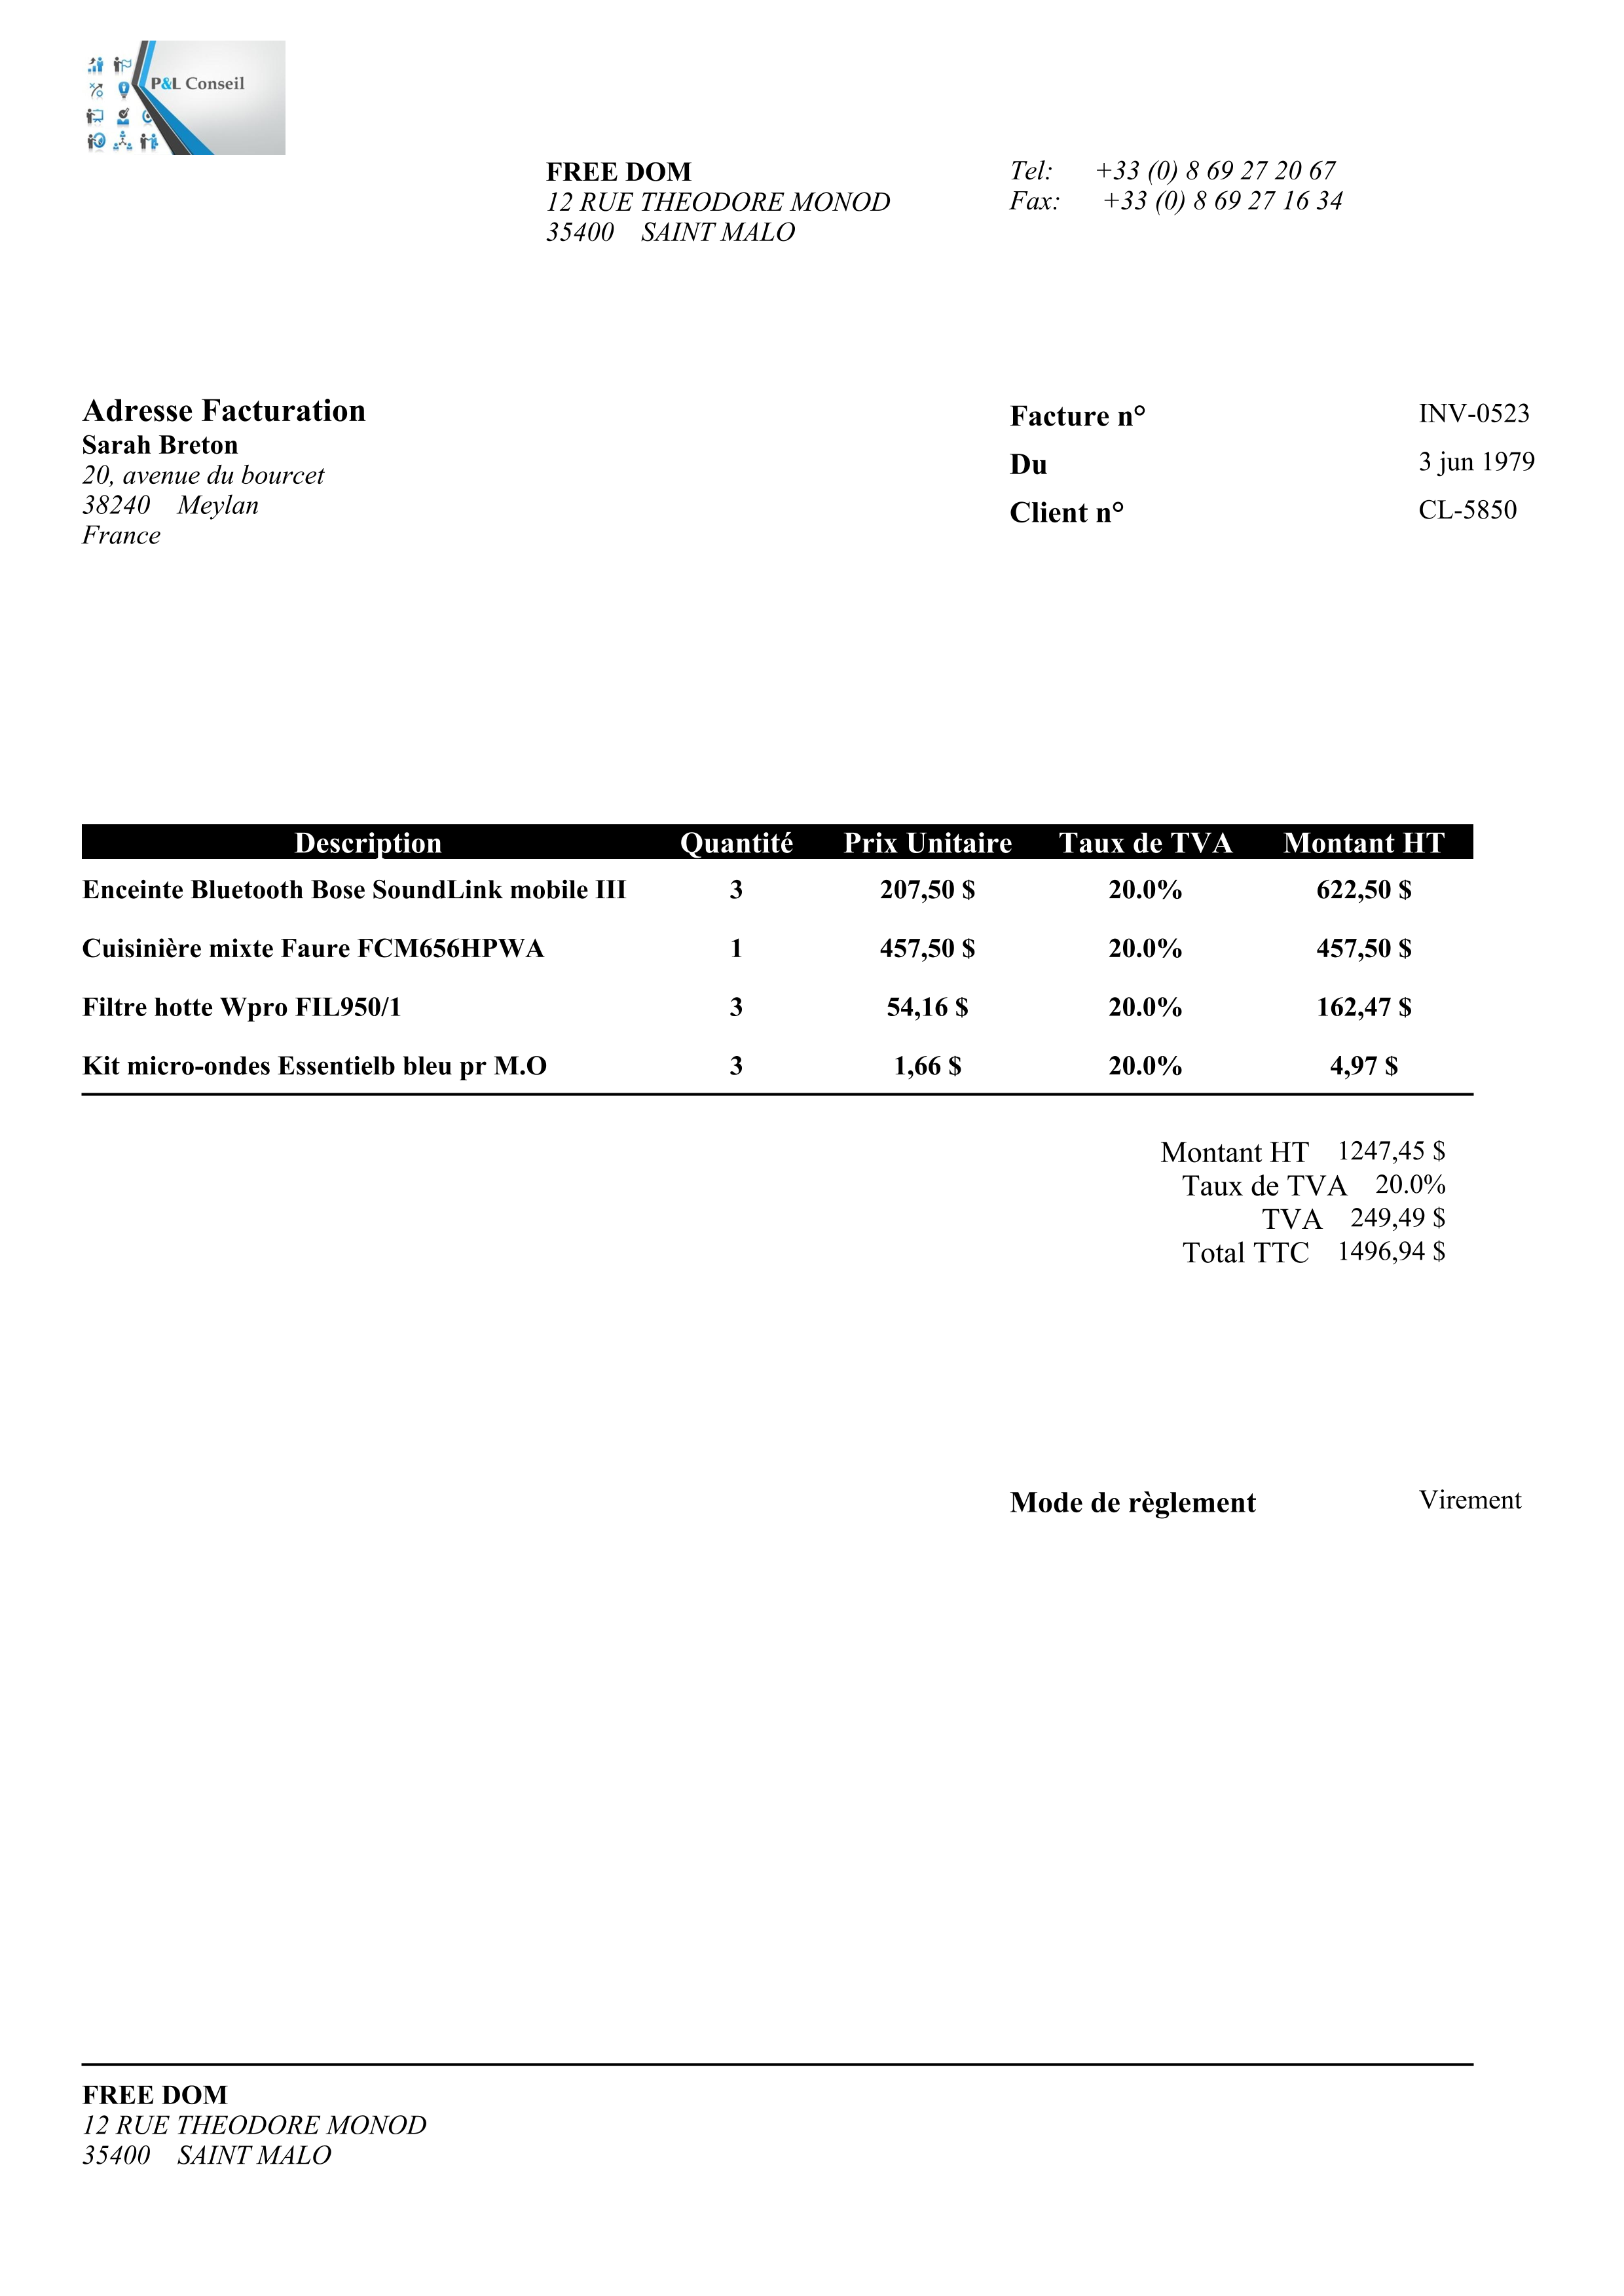 P&L Conseil
FREE DOM
12 RUE THEODORE MONOD
35400 SAINT MALO
Tel: +33 (0) 8 69 27 20 67
Fax: +33 (0) 8 69 27 16 34
Adresse Facturation
Sarah Breton
20, avenue du bourcet
38240 Meylan
France
Facture n° INV-0523
Du 3 jun 1979
Client n° CL-5850
Description Quantité Prix Unitaire Taux de TVA Montant HT
Enceinte Bluetooth Bose SoundLink mobile III 3 207,50 $ 20.0% 622,50 $
Cuisinière mixte Faure FCM656HPWA 1 457,50 $ 20.0% 457,50 $
Filtre hotte Wpro FIL950/1 3 54,16 $ 20.0% 162,47 $
Kit micro-ondes Essentielb bleu pr M.O 3 1,66 $ 20.0% 4,97 $
Montant HT 1247,45 $
Taux de TVA 20.0%
TVA 249,49 $
Total TTC 1496,94 $
Mode de règlement Virement
FREE DOM
12 RUE THEODORE MONOD
35400 SAINT MALO